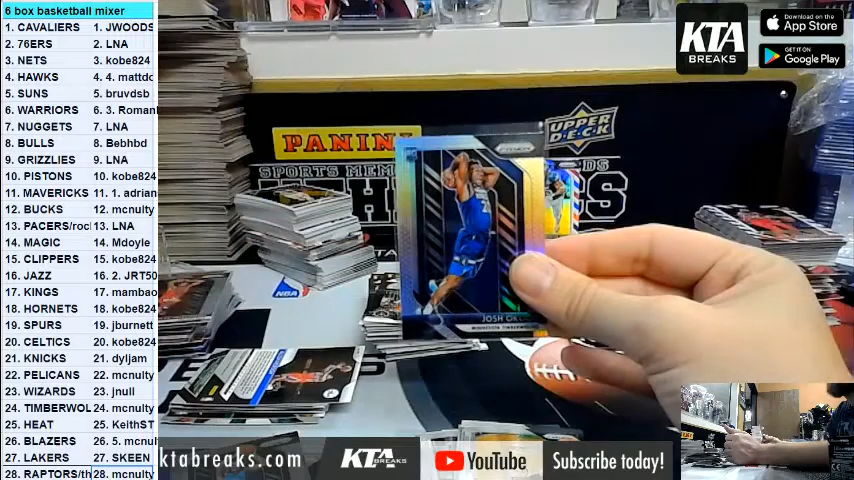 6 box basketball mixer
1. CAVALIERS 1. JWOODS
2. 76ERS 2. LNA
3. NETS 3. kobe824
4. HAWKS 4. 4. mattdc
5. SUNS 5. bruvdsb
6. WARRIORS 6. 3. Roman
7. NUGGETS 7. LNA
8. BULLS 8. Bebhbd
9. GRIZZLIES 9. LNA
10. PISTONS 10. kobe824
11. MAVERICKS 11. 1. adrian
12. BUCKS 12. mcnulty
13. PACERS/roc 13. LNA
14. MAGIC 14. Mdoyle
15. CLIPPERS 15. kobe824
16. JAZZ 16. 2. JRT50
17. KINGS 17. mambao
18. HORNETS 18. kobe824
19. SPURS 19. jburnett
20. CELTICS 20. kobe824
21. KNICKS 21. dyljam
22. PELICANS 22. mcnulty
23. WIZARDS 23. jnull
24. TIMBERWOL 24. mcnulty
25. HEAT 25. KeithST
26. BLAZERS 26. 5. mcnul
27. LAKERS 27. SKEEN
28. RAPTORS/th 28. mcnulty
KTA
BREAKS
Download on the
App Store
GET IT ON
Google Play
PANINI
UPPER
DECK
SPORTS MEM
DS
PRIZM
RC
JOSH OK
NBA
ktabreaks.com
KTA
BREAKS
YouTube
Subscribe today!